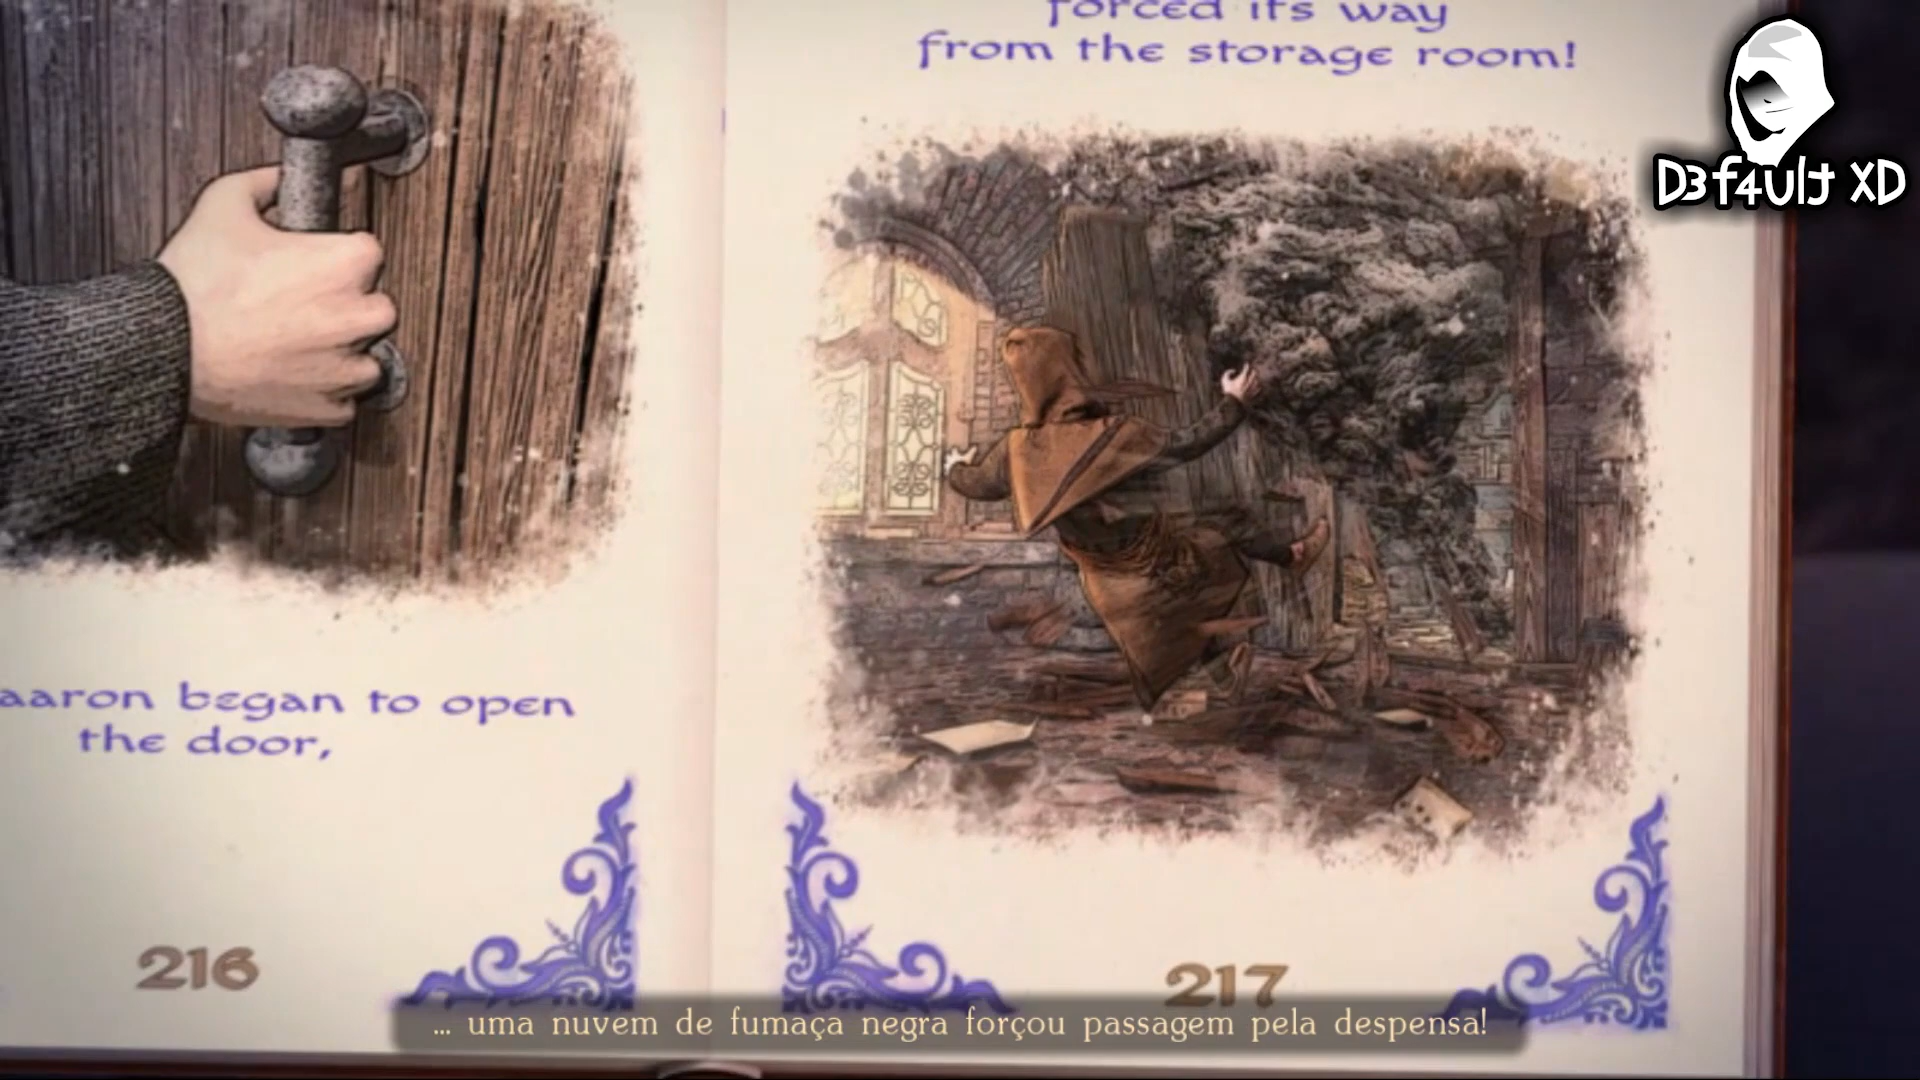 aaron began to open
the door,
216
forced its way
from the storage room!
217
D3f4ult XD
... uma nuvem de fumaça negra forçou passagem pela despensa!